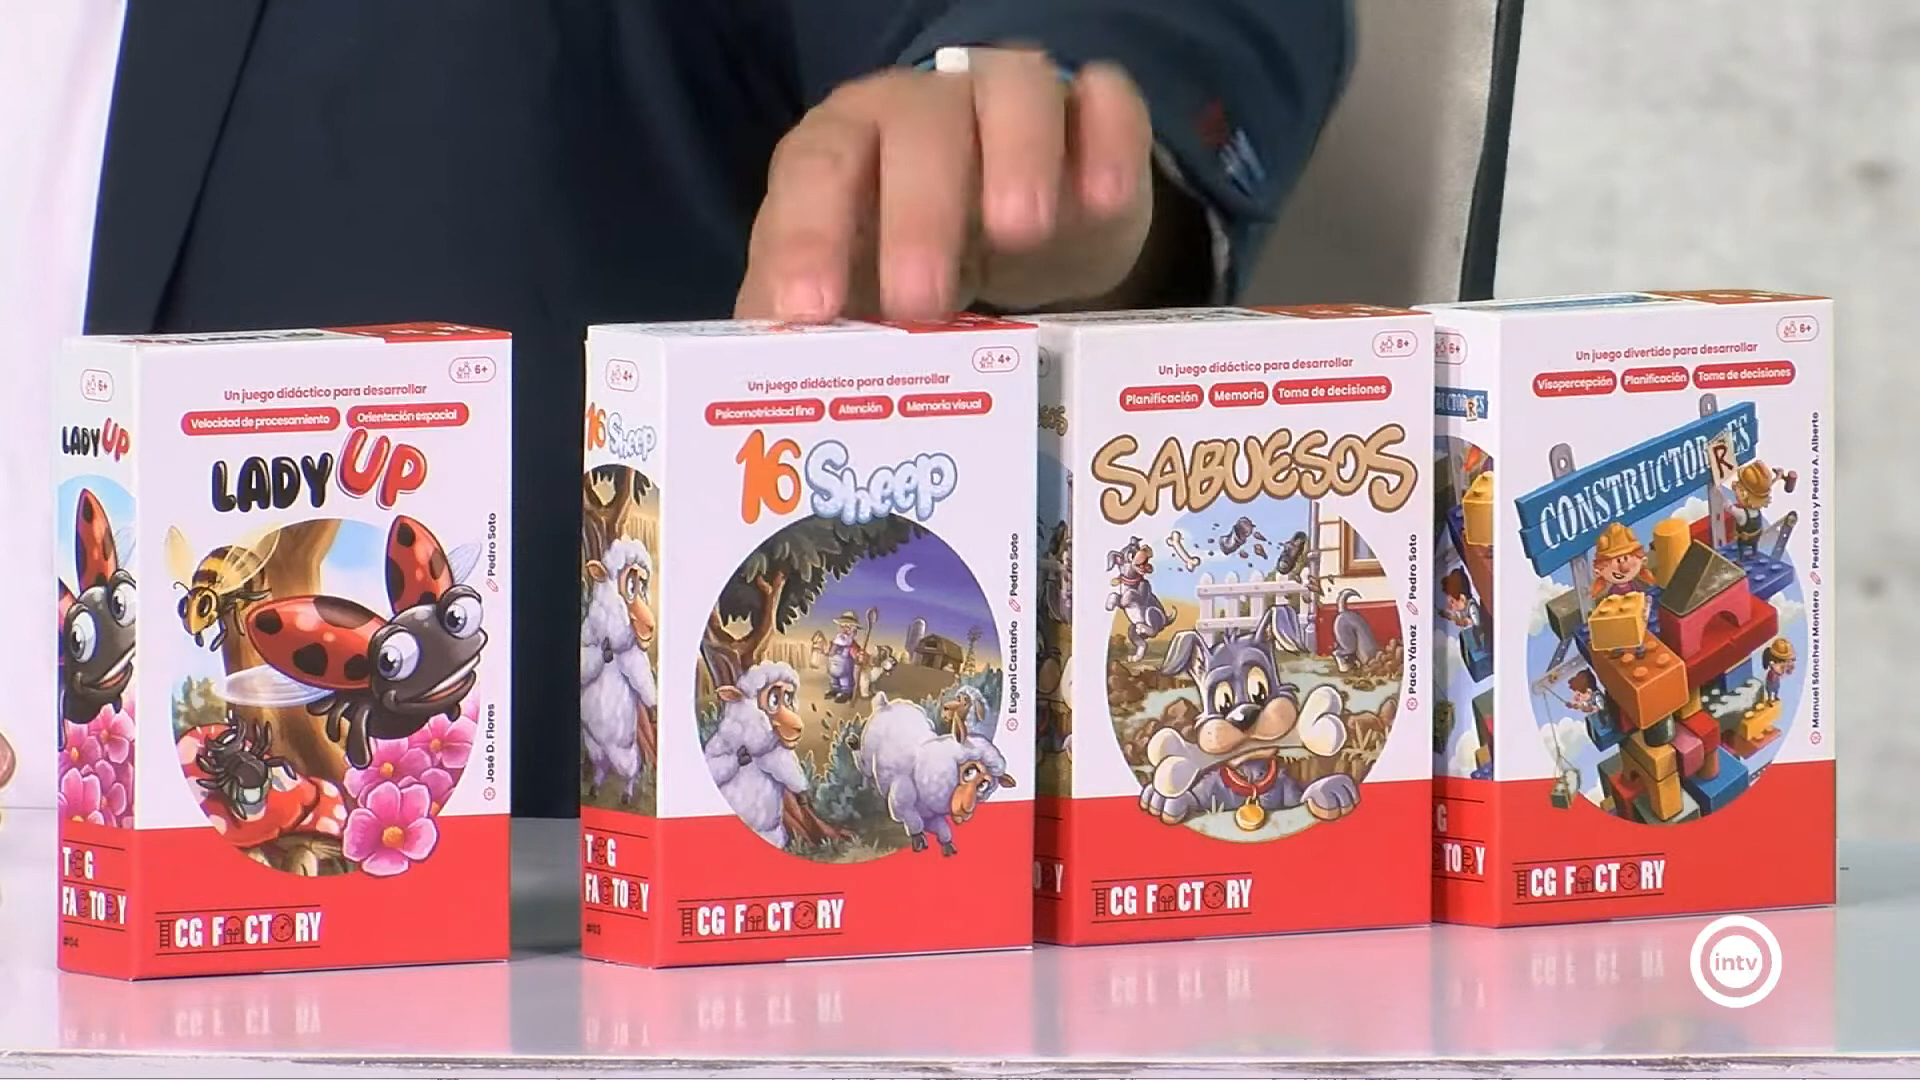 6+
LADY UP
TCG
FACTORY
#04
6+
Un juego didáctico para desarrollar
Velocidad de procesamiento
Orientación espacial
LADY UP
Pedro Soto
José D. Flores
TCG FACTORY
4+
16 Sheep
TCG
FACTORY
4+
Un juego didáctico para desarrollar
Psicomotricidad fina
Atención
Memoria visual
16 Sheep
Pedro Soto
Eugeni Castaño
TCG FACTORY
8+
Un juego didáctico para desarrollar
Planificación
Memoria
Toma de decisiones
SABUESOS
Pedro Soto
Paco Yánez
TCG FACTORY
6+
6+
Un juego divertido para desarrollar
Visopercepción
Planificación
Toma de decisiones
CONSTRUCTORRES
Pedro Soto y Pedro A. Alberto
Manuel Sánchez Montero
TCG FACTORY
intv